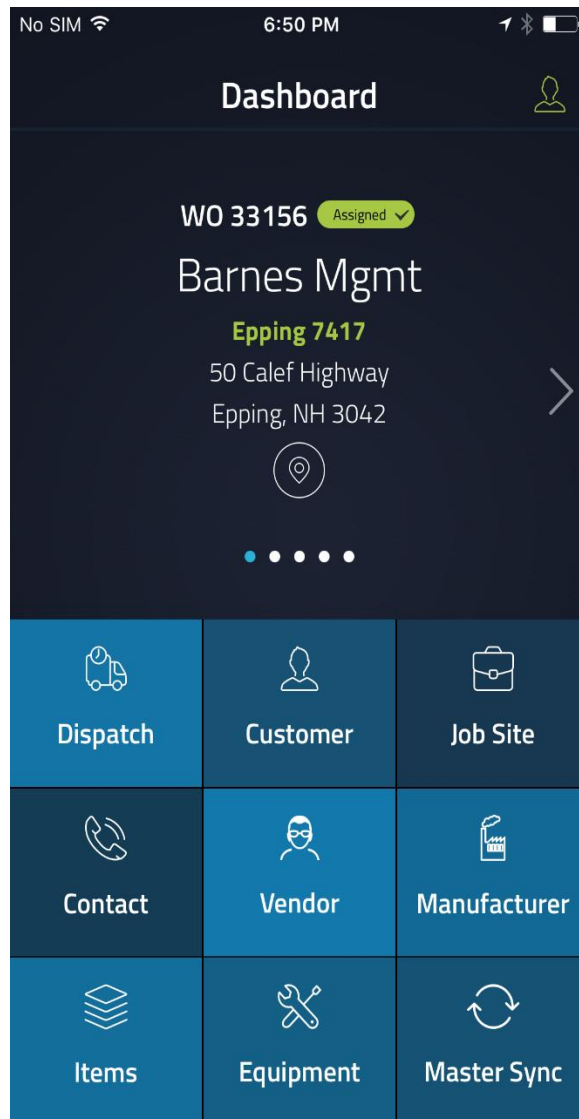 No SIM 6:50 PM
Dashboard
WO 33156 Assigned
Barnes Mgmt
Epping 7417
50 Calef Highway
Epping, NH 3042
Dispatch Customer Job Site
Contact Vendor Manufacturer
Items Equipment Master Sync